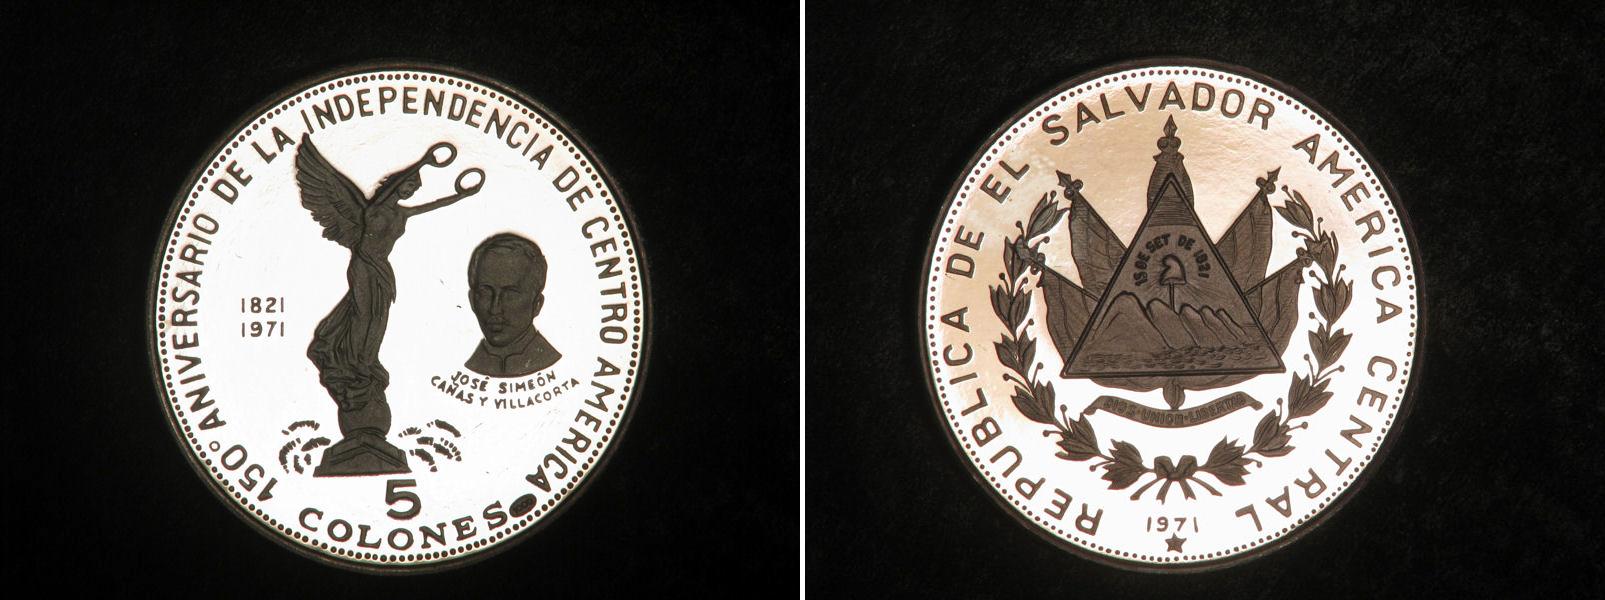 150° ANIVERSARIO DE LA INDEPENDENCIA DE CENTRO AMERICA
1821
1971
JOSÉ SIMEÓN
CAÑAS Y VILLACORTA
5
COLONES
REPUBLICA DE EL SALVADOR AMERICA CENTRAL
15 DE SET DE 1821
DIOS·UNION·LIBERTAD
1971